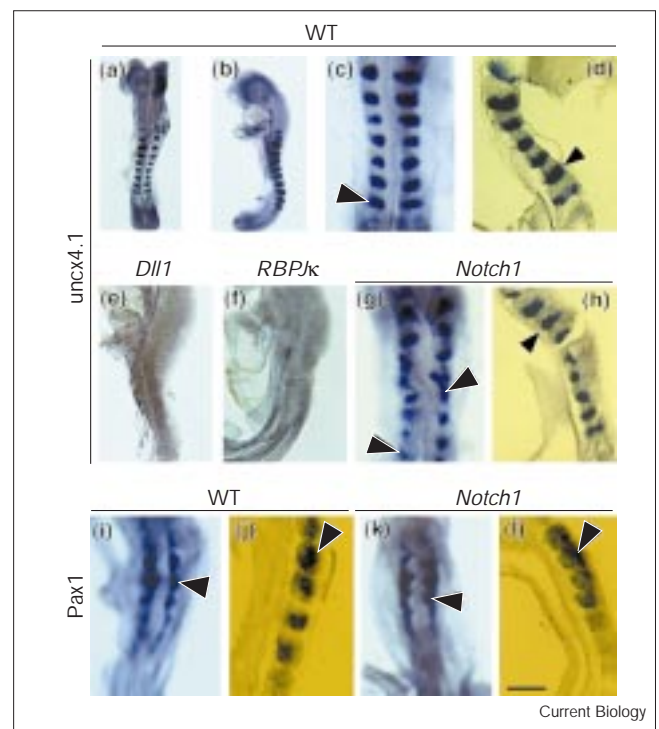 WT
(a) (b) (c) (d)
uncx4.1
Dll1 RBPJκ Notch1
(e) (f) (g) (h)
WT Notch1
(i) (j) (k) (l)
Pax1
Current Biology